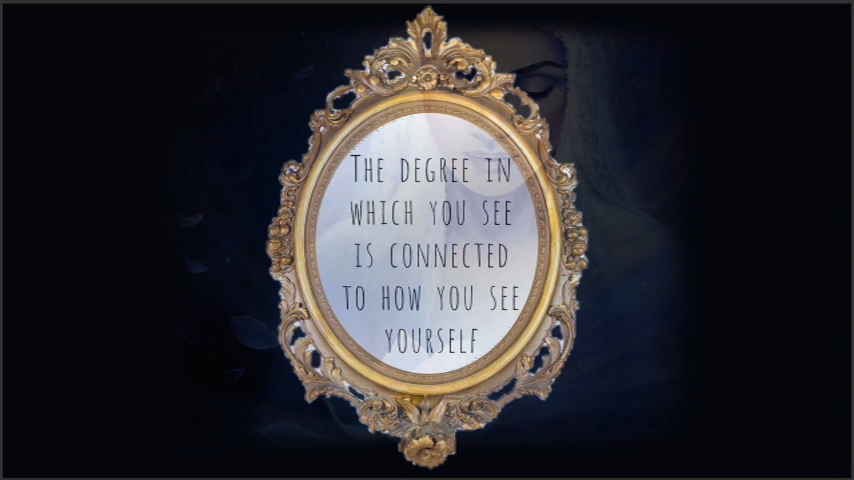 The degree in
which you see
is connected
to how you see
yourself